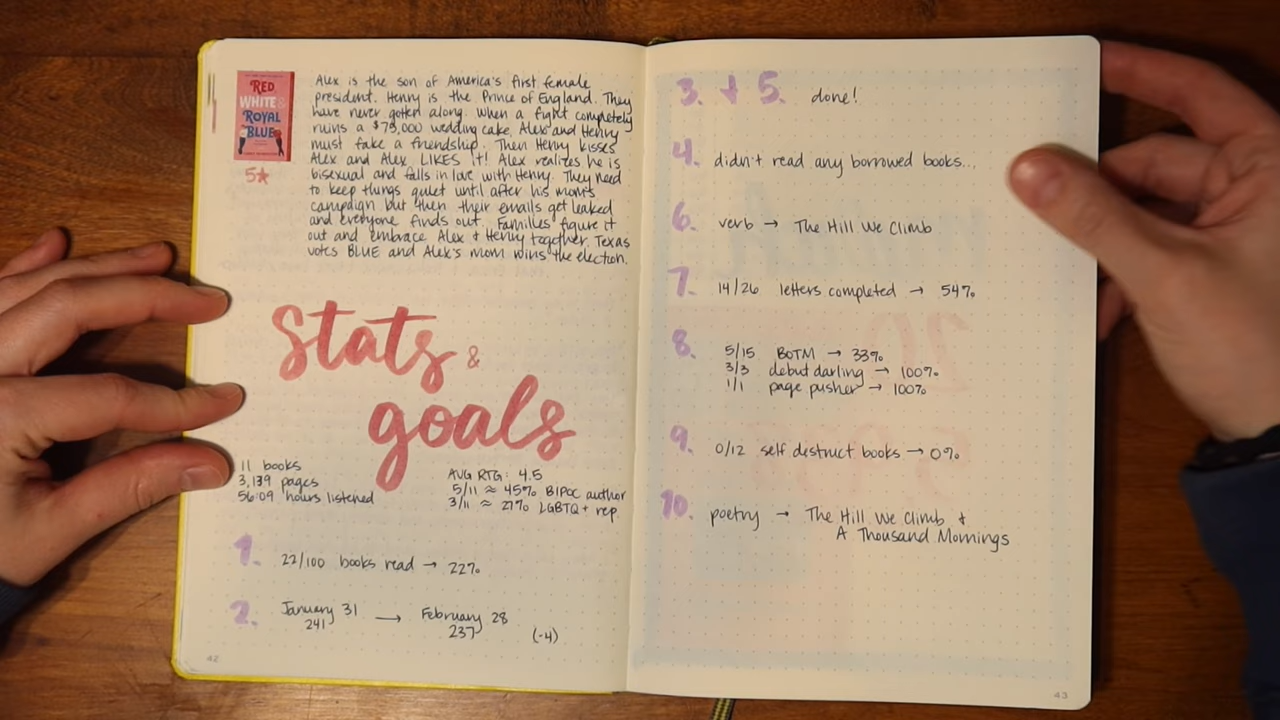 RED
WHITE &
ROYAL
BLUE
5★
Alex is the son of America's first female
president. Henry is the Prince of England. They
have never gotten along. When a fight completely
ruins a $75,000 wedding cake, Alex and Henry
must fake a friendship. Then Henry kisses
Alex and Alex LIKES it! Alex realizes he is
bisexual and falls in love with Henry. They need
to keep things quiet until after his mom's
campaign but then their emails get leaked
and everyone finds out. Families figure it
out and embrace Alex + Henry together. Texas
votes BLUE and Alex's mom wins the election.
stats &
goals
11 books
3,139 pages
56:09 hours listened
AVG RTG: 4.5
5/11 ≈ 45% BIPOC author
3/11 ≈ 27% LGBTQ+ rep
1. 22/100 books read → 22%
2. January 31 → February 28
241 237 (-4)
42
3. + 5. done!
4. didn't read any borrowed books...
6. verb → The Hill We Climb
7. 14/26 letters completed → 54%
8. 5/15 BOTM → 33%
3/3 debut darling → 100%
1/1 page pusher → 100%
9. 0/12 self destruct books → 0%
10. poetry → The Hill We Climb +
A Thousand Mornings
43